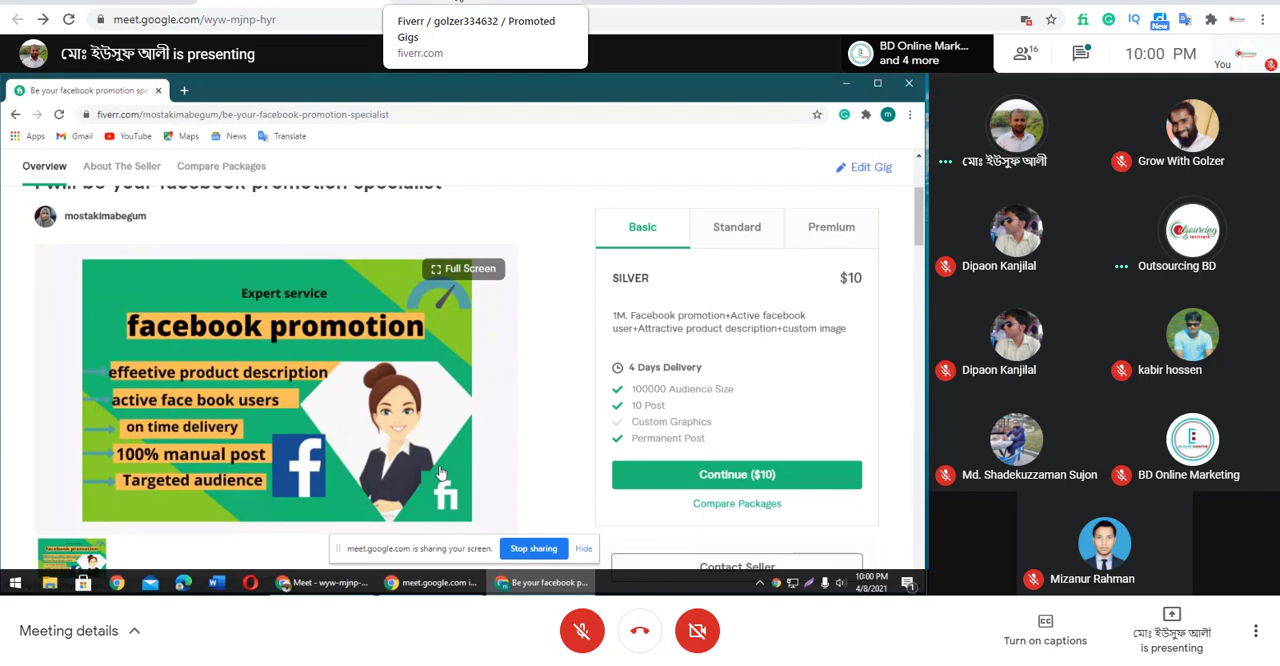 meet.google.com/wyw-mjnp-hyr
Fiverr / golzer334632 / Promoted
Gigs
fiverr.com
New
মোঃ ইউসুফ আলী is presenting
BD Online Mark...
and 4 more
16
10:00 PM
You
Be your facebook promotion spe
fiverr.com/mostakimabegum/be-your-facebook-promotion-specialist
Apps Gmail YouTube Maps News Translate
Overview About The Seller Compare Packages Edit Gig
I will be your facebook promotion specialist
mostakimabegum
Full Screen
Expert service
facebook promotion
effeetive product description
active face book users
on time delivery
100% manual post
Targeted audience
Basic Standard Premium
SILVER $10
1M. Facebook promotion+Active facebook
user+Attractive product description+custom image
4 Days Delivery
100000 Audience Size
10 Post
Custom Graphics
Permanent Post
Continue ($10)
Compare Packages
Contact Seller
meet.google.com is sharing your screen. Stop sharing Hide
Meet - wyw-mjnp-...
meet.google.com i...
Be your facebook p...
10:00 PM
4/8/2021
মোঃ ইউসুফ আলী
Grow With Golzer
Dipaon Kanjilal
Outsourcing BD
Dipaon Kanjilal
kabir hossen
Md. Shadekuzzaman Sujon
BD Online Marketing
Mizanur Rahman
Meeting details
Turn on captions
মোঃ ইউসুফ আলী
is presenting